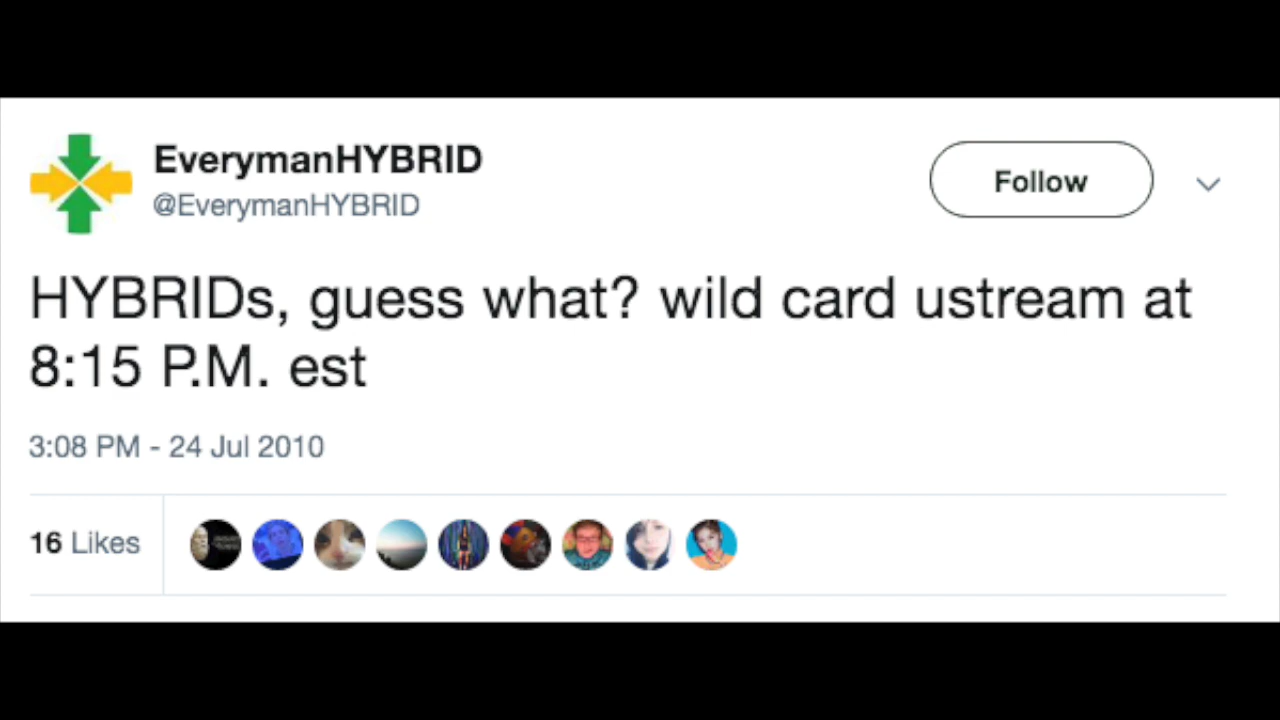 EverymanHYBRID
@EverymanHYBRID
Follow
HYBRIDs, guess what? wild card ustream at
8:15 P.M. est
3:08 PM - 24 Jul 2010
16 Likes